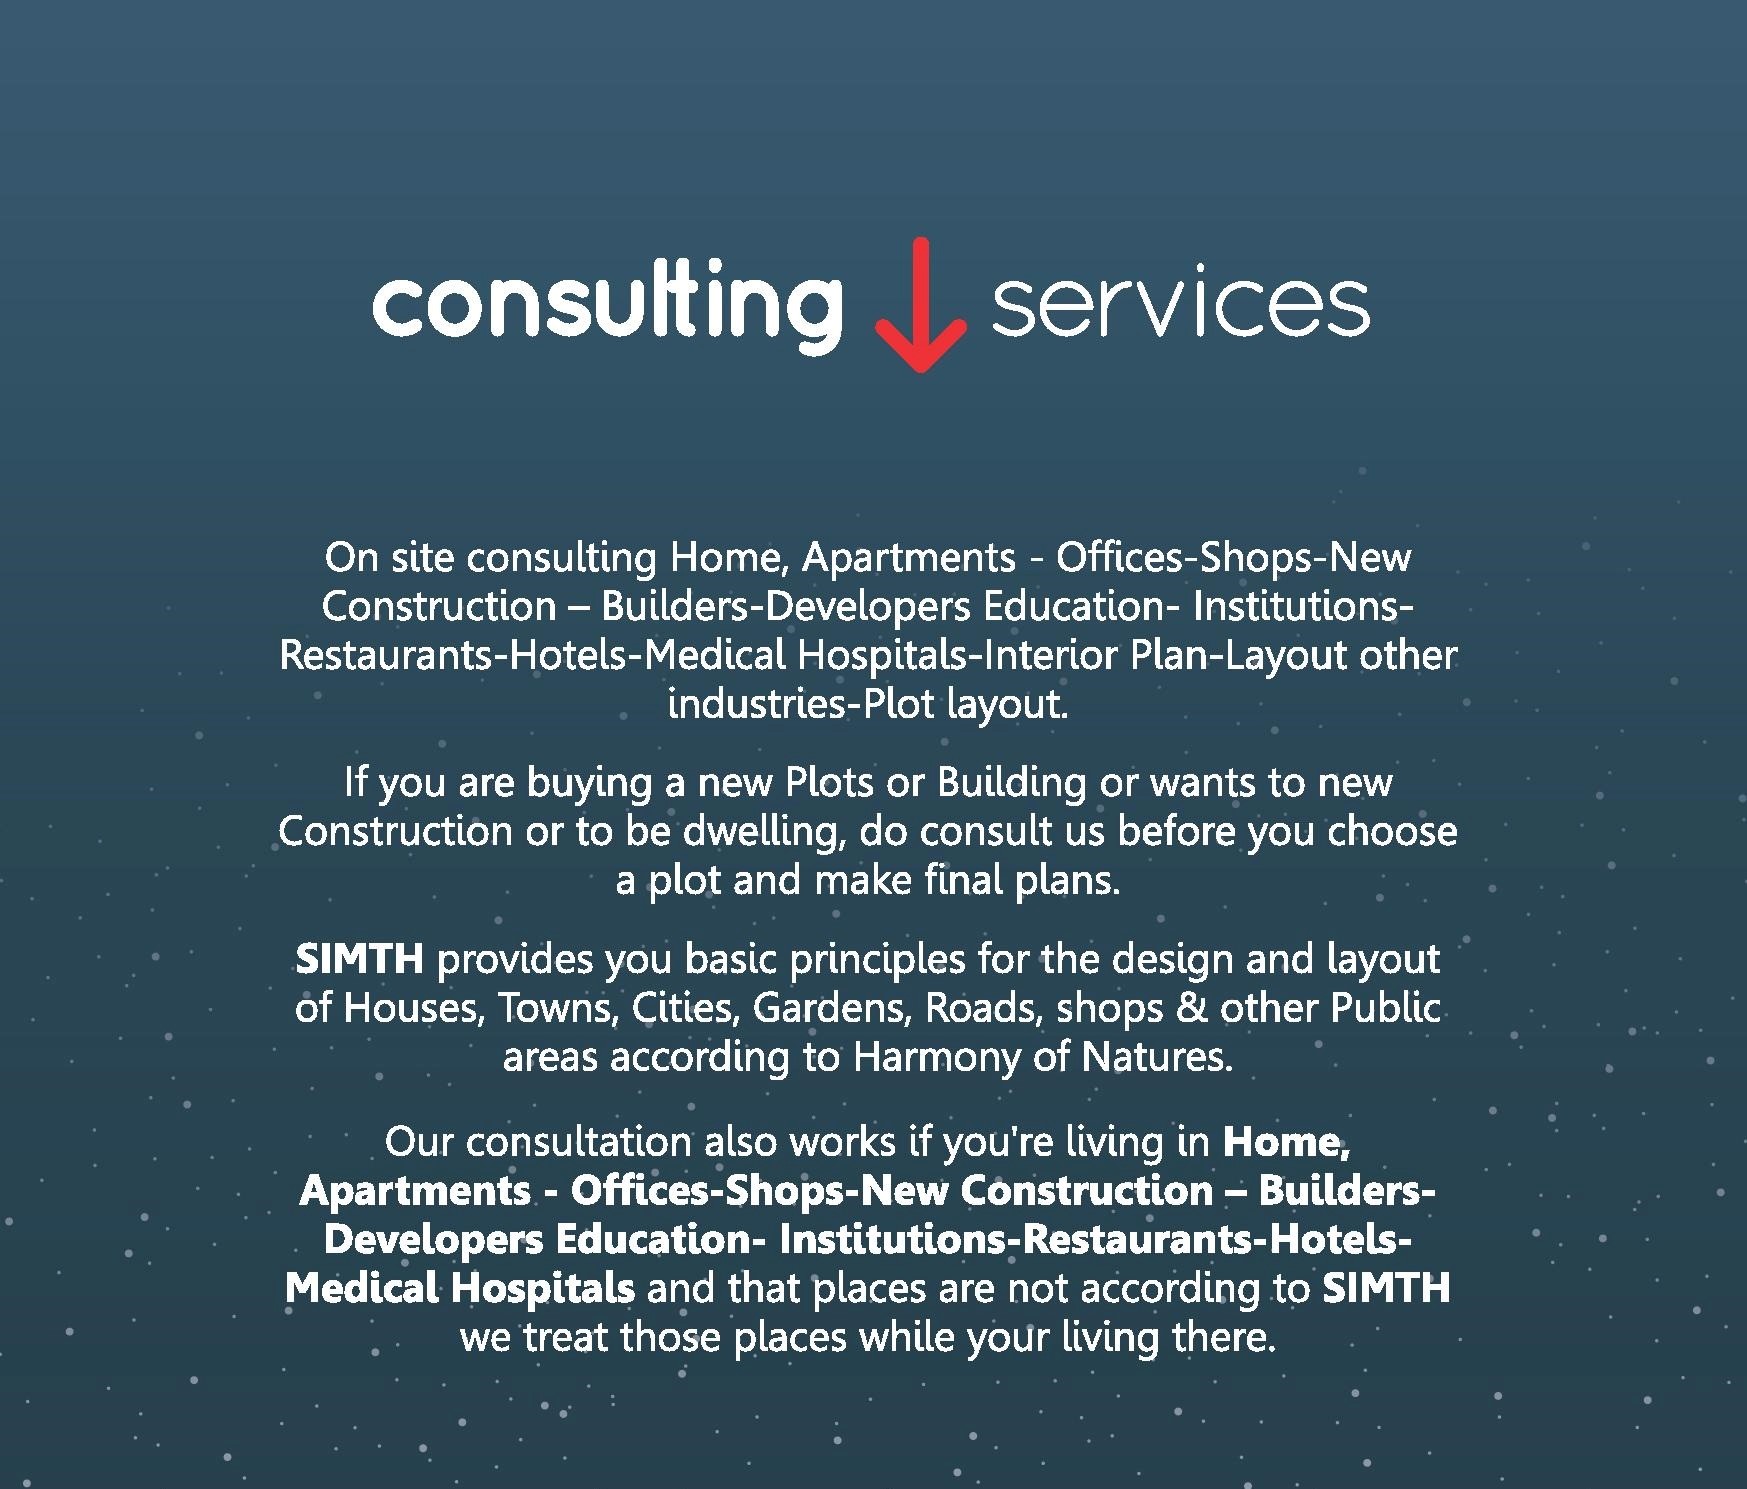 consulting services
On site consulting Home, Apartments - Offices-Shops-New
Construction – Builders-Developers Education- Institutions-
Restaurants-Hotels-Medical Hospitals-Interior Plan-Layout other
industries-Plot layout.
If you are buying a new Plots or Building or wants to new
Construction or to be dwelling, do consult us before you choose
a plot and make final plans.
SIMTH provides you basic principles for the design and layout
of Houses, Towns, Cities, Gardens, Roads, shops & other Public
areas according to Harmony of Natures.
Our consultation also works if you're living in Home,
Apartments - Offices-Shops-New Construction – Builders-
Developers Education- Institutions-Restaurants-Hotels-
Medical Hospitals and that places are not according to SIMTH
we treat those places while your living there.